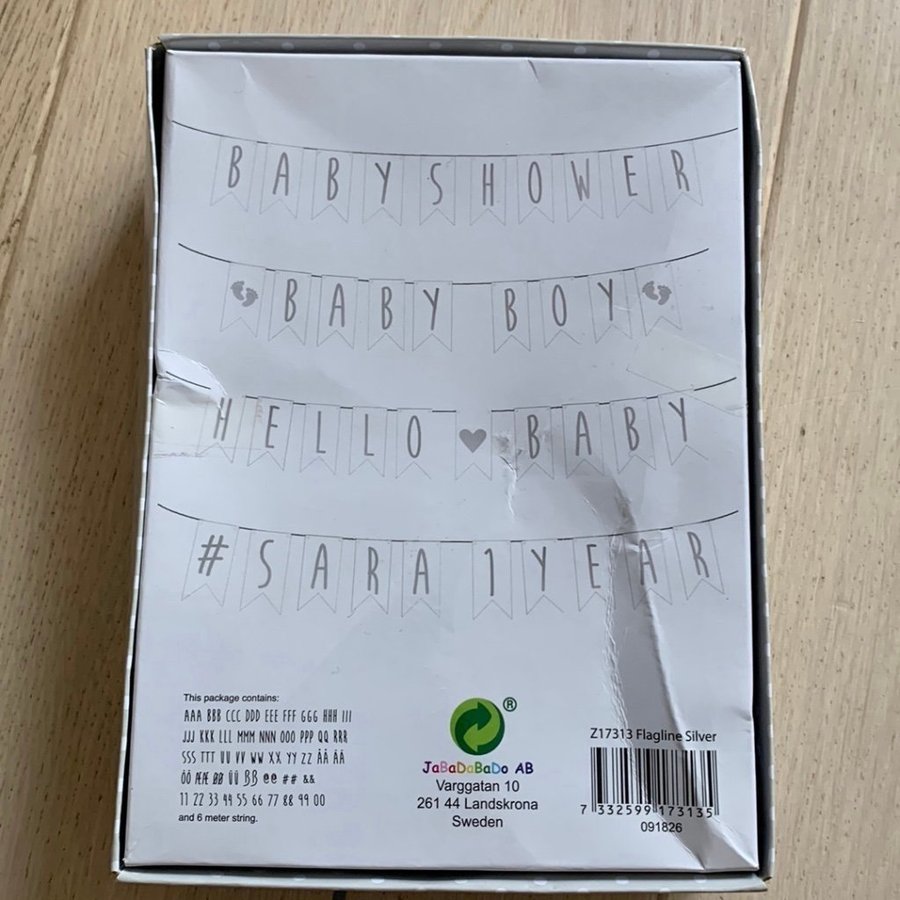 BABYSHOWER
BABY BOY
HELLO BABY
#SARA 1YEAR
This package contains:
AAA BBB CCC DDD EEE FFF GGG HHH III
JJJ KKK LLL MMM NNN OOO PPP QQ RRR
SSS TTT UU VV WW XX YY ZZ ÅÅ ÄÄ
ÖÖ ÆÆ ØØ ÜÜ ẞẞ @@ ## &&
11 22 33 44 55 66 77 88 99 00
and 6 meter string.
®
JaBaDaBaDo AB
Varggatan 10
261 44 Landskrona
Sweden
Z17313 Flagline Silver
7 332599 173135
091826